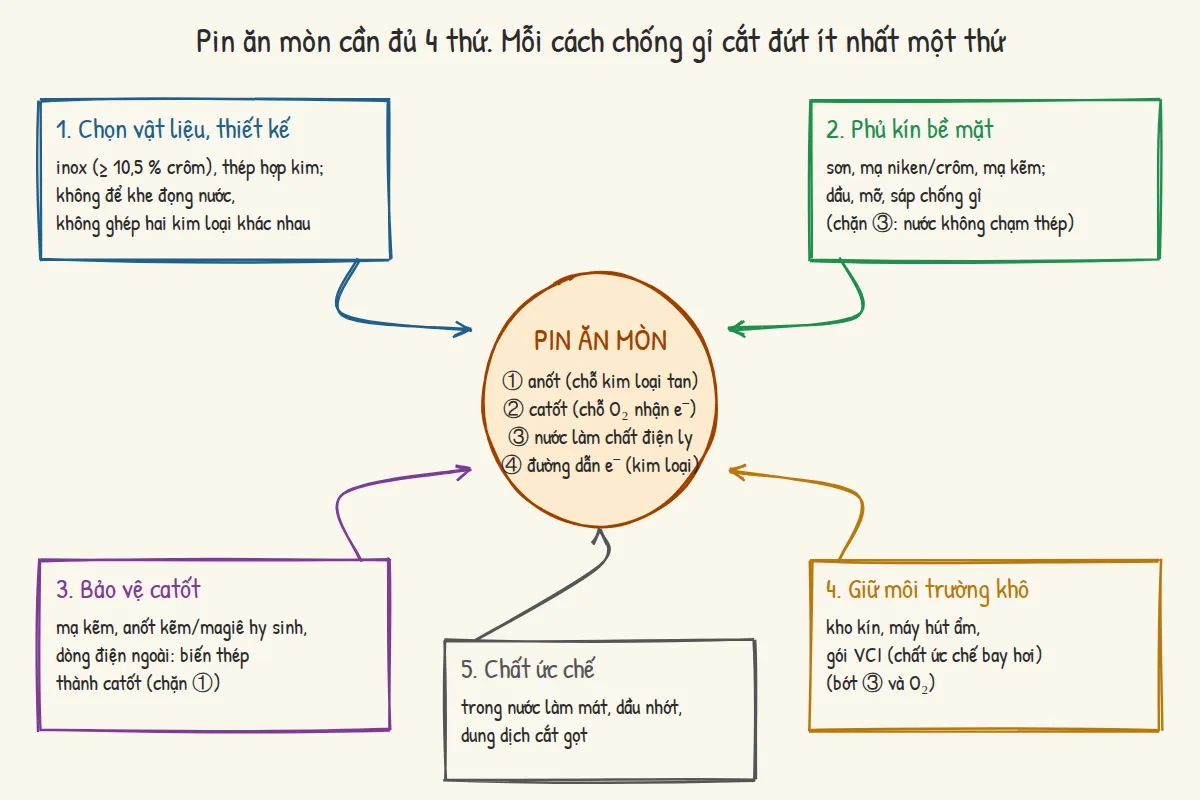 Pin ăn mòn cần đủ 4 thứ. Mỗi cách chống gỉ cắt đứt ít nhất một thứ
1. Chọn vật liệu, thiết kế
inox (≥ 10,5 % crôm), thép hợp kim;
không để khe đọng nước,
không ghép hai kim loại khác nhau
2. Phủ kín bề mặt
sơn, mạ niken/crôm, mạ kẽm;
dầu, mỡ, sáp chống gỉ
(chặn ③: nước không chạm thép)
PIN ĂN MÒN
① anốt (chỗ kim loại tan)
② catốt (chỗ O₂ nhận e⁻)
③ nước làm chất điện ly
④ đường dẫn e⁻ (kim loại)
3. Bảo vệ catốt
mạ kẽm, anốt kẽm/magiê hy sinh,
dòng điện ngoài: biến thép
thành catốt (chặn ①)
4. Giữ môi trường khô
kho kín, máy hút ẩm,
gói VCI (chất ức chế bay hơi)
(bớt ③ và O₂)
5. Chất ức chế
trong nước làm mát, dầu nhớt,
dung dịch cắt gọt